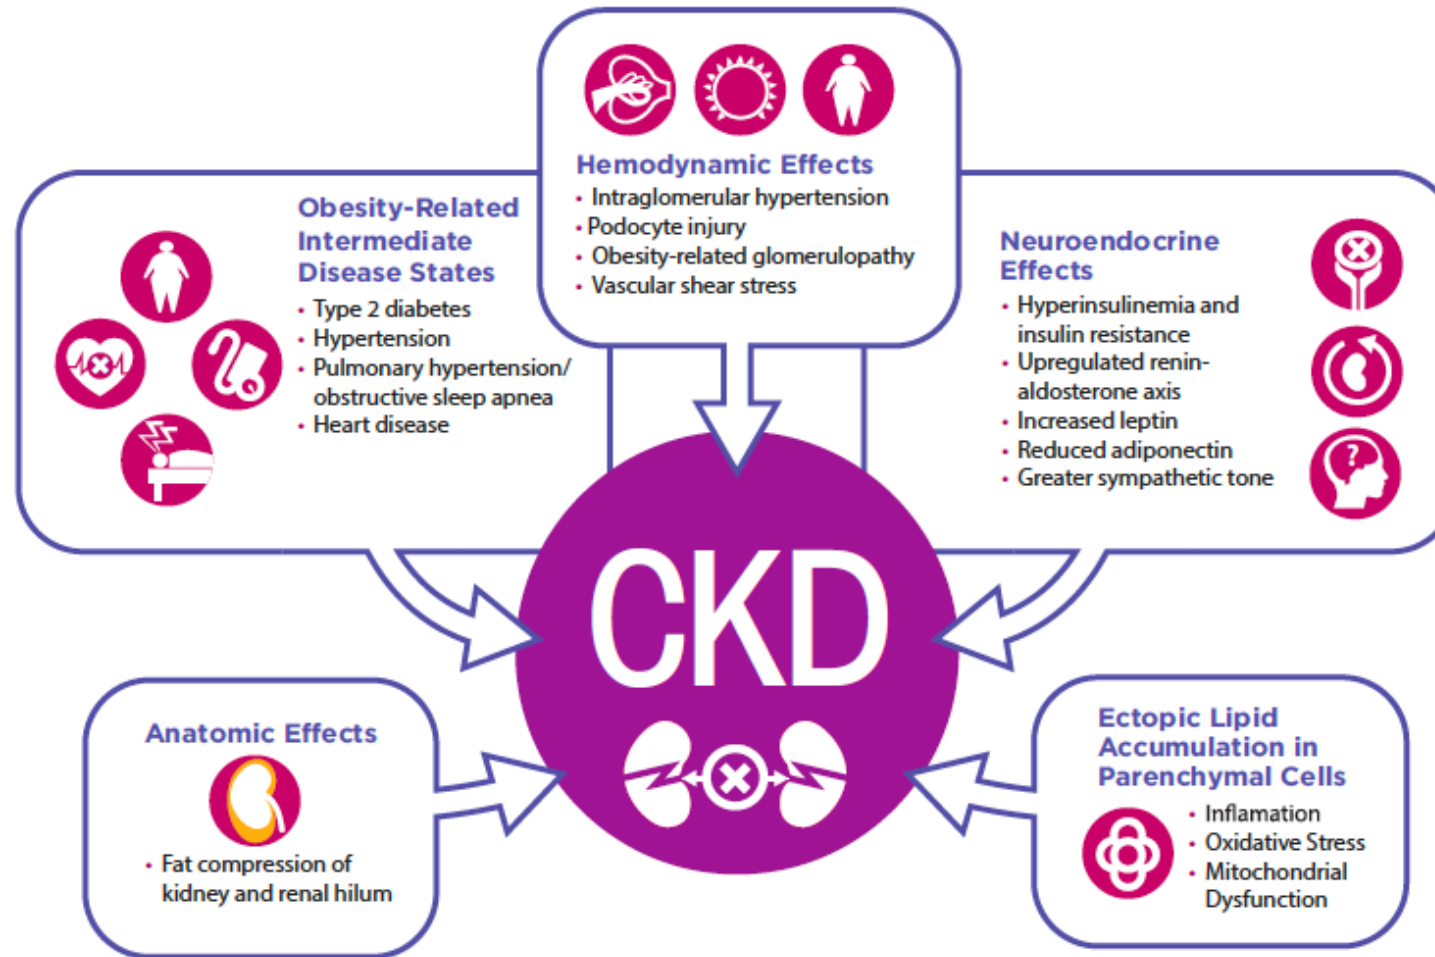 Hemodynamic Effects
• Intraglomerular hypertension
• Podocyte injury
• Obesity-related glomerulopathy
• Vascular shear stress
Obesity-Related
Intermediate
Disease States
• Type 2 diabetes
• Hypertension
• Pulmonary hypertension/
obstructive sleep apnea
• Heart disease
Neuroendocrine
Effects
• Hyperinsulinemia and
insulin resistance
• Upregulated renin-
aldosterone axis
• Increased leptin
• Reduced adiponectin
• Greater sympathetic tone
?
CKD
Anatomic Effects
• Fat compression of
kidney and renal hilum
Ectopic Lipid
Accumulation in
Parenchymal Cells
• Inflamation
• Oxidative Stress
• Mitochondrial
Dysfunction